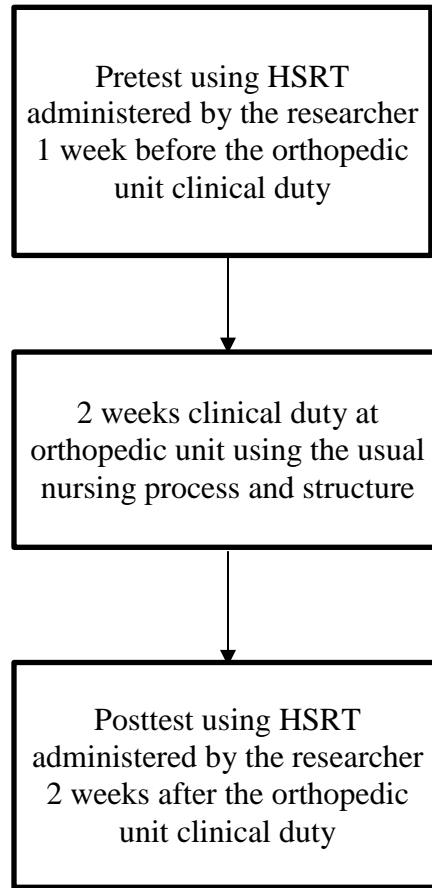 Pretest using HSRT
administered by the researcher
1 week before the orthopedic
unit clinical duty
2 weeks clinical duty at
orthopedic unit using the usual
nursing process and structure
Posttest using HSRT
administered by the researcher
2 weeks after the orthopedic
unit clinical duty